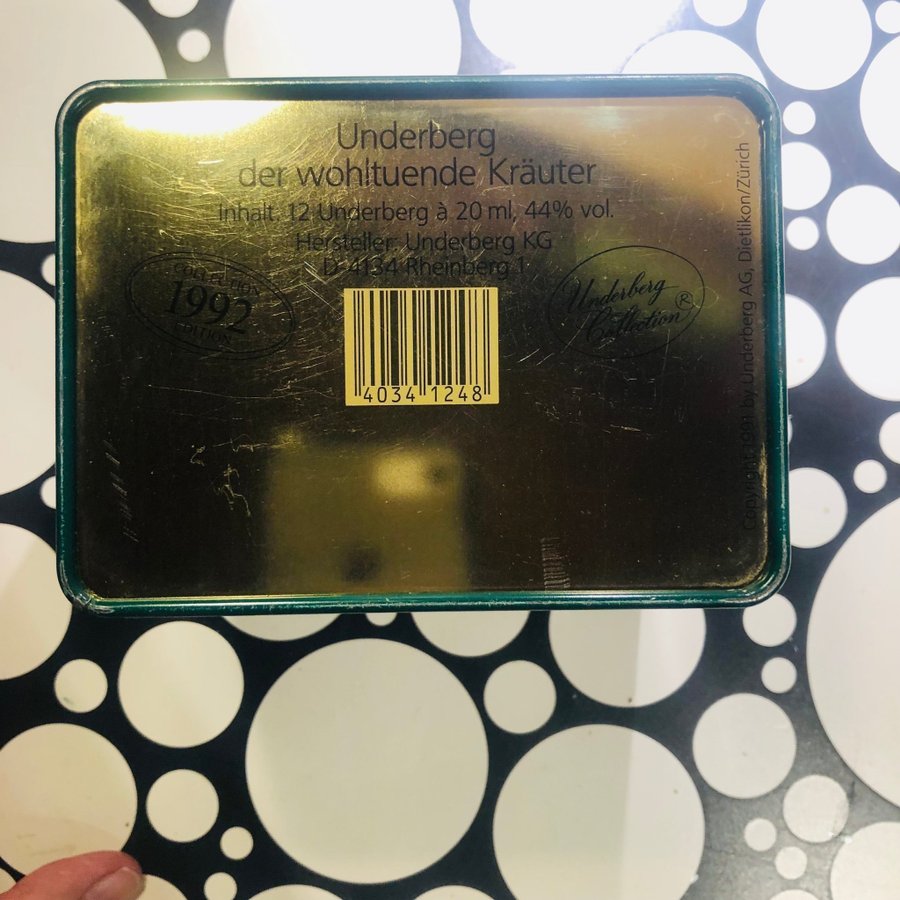 Underberg
der wohltuende Kräuter
Inhalt. 12 Underberg à 20 ml, 44% vol.
Hersteller: Underberg KG
D-4134 Rheinberg 1
COLLECTION
1992
EDITION
Underberg
Collection ®
4034 1248
Copyright 1991 by Underberg AG, Dietlikon/Zürich